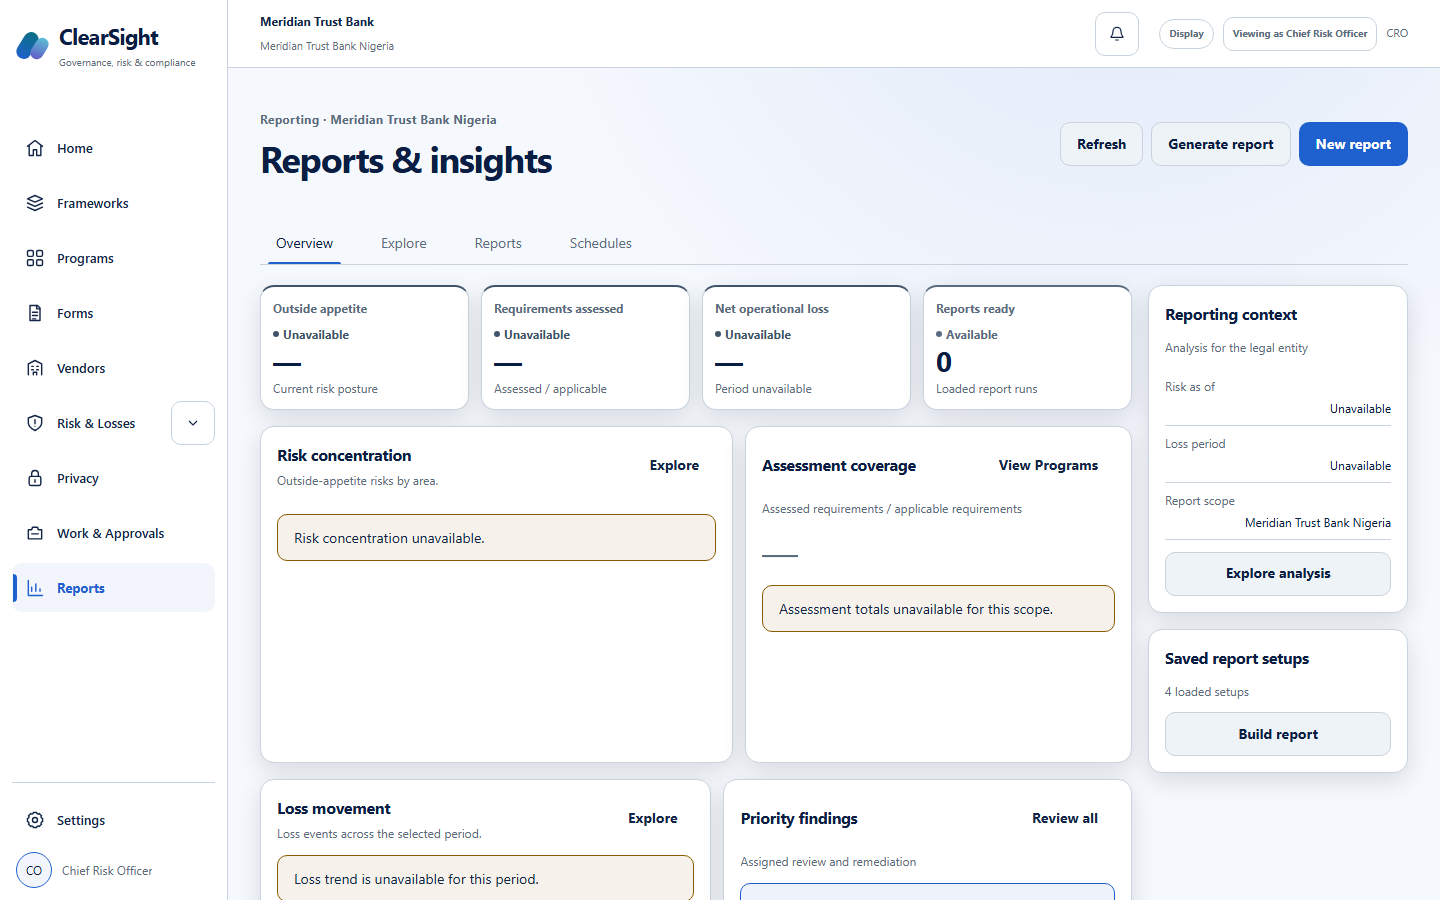 ClearSight
Governance, risk & compliance
Home
Frameworks
Programs
Forms
Vendors
Risk & Losses
Privacy
Work & Approvals
Reports
Settings
CO
Chief Risk Officer
Meridian Trust Bank
Meridian Trust Bank Nigeria
Display
Viewing as Chief Risk Officer
CRO
Reporting · Meridian Trust Bank Nigeria
Reports & insights
Refresh
Generate report
New report
Overview
Explore
Reports
Schedules
Outside appetite
Unavailable
—
Current risk posture
Requirements assessed
Unavailable
—
Assessed / applicable
Net operational loss
Unavailable
—
Period unavailable
Reports ready
Available
0
Loaded report runs
Risk concentration
Outside-appetite risks by area.
Explore
Risk concentration unavailable.
Assessment coverage
View Programs
Assessed requirements / applicable requirements
—
Assessment totals unavailable for this scope.
Loss movement
Loss events across the selected period.
Explore
Loss trend is unavailable for this period.
Priority findings
Review all
Assigned review and remediation
Reporting context
Analysis for the legal entity
Risk as of
Unavailable
Loss period
Unavailable
Report scope
Meridian Trust Bank Nigeria
Explore analysis
Saved report setups
4 loaded setups
Build report